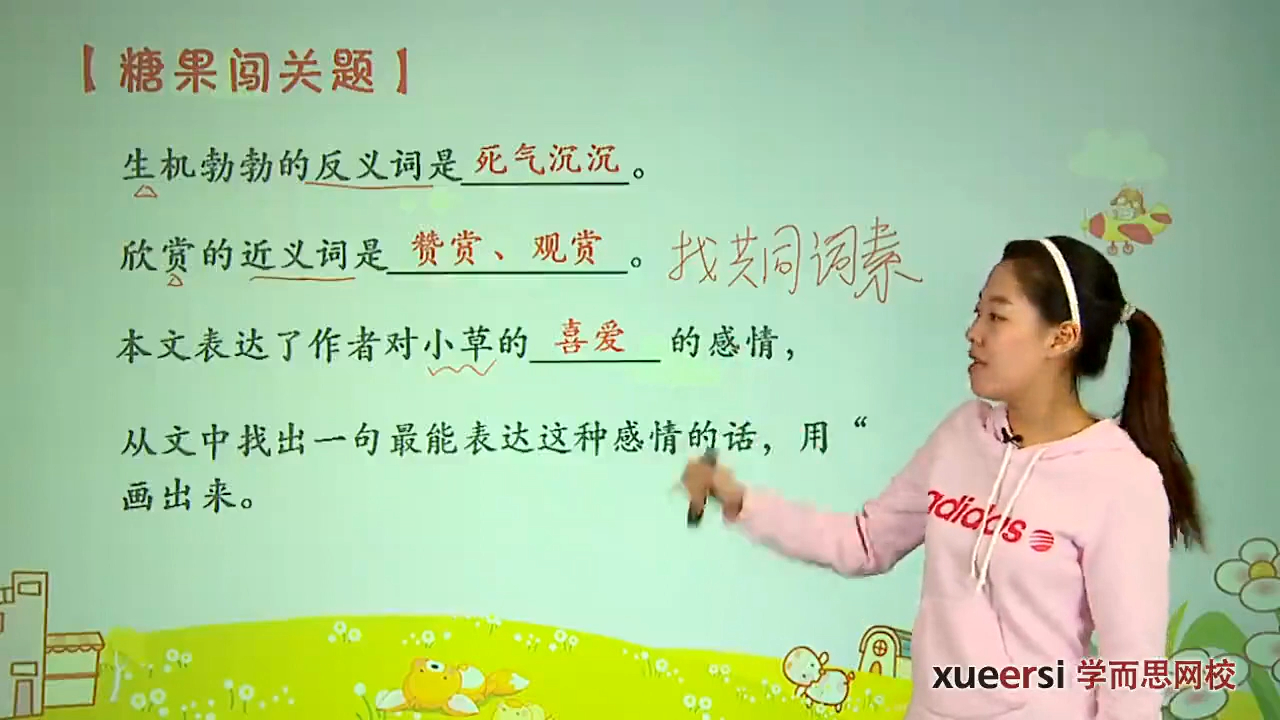 【糖果闯关题】
生机勃勃的反义词是死气沉沉。
欣赏的近义词是赞赏、观赏。找共同词素
本文表达了作者对小草的喜爱的感情，
从文中找出一句最能表达这种感情的话，用“
画出来。
adidas
xueersi 学而思网校